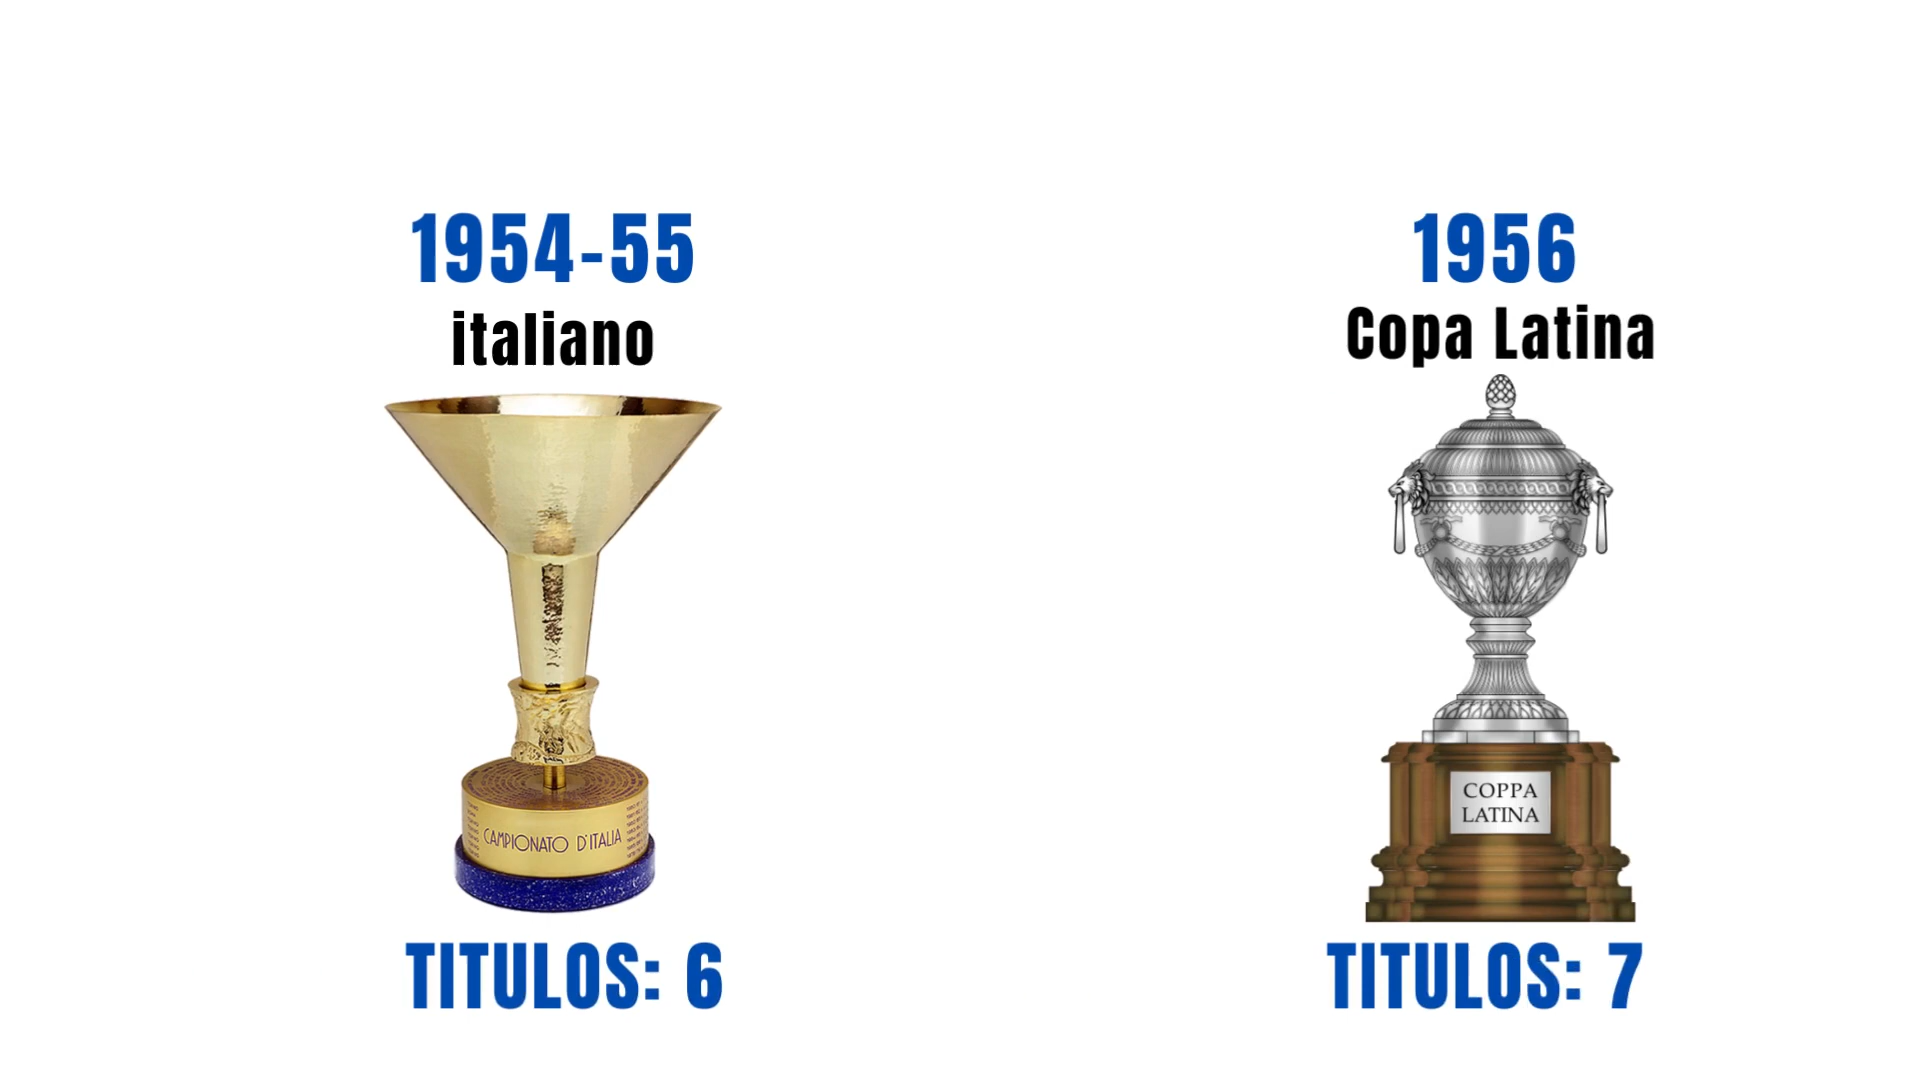 1954-55
italiano
CAMPIONATO D'ITALIA
TITULOS: 6
1956
Copa Latina
COPPA
LATINA
TITULOS: 7